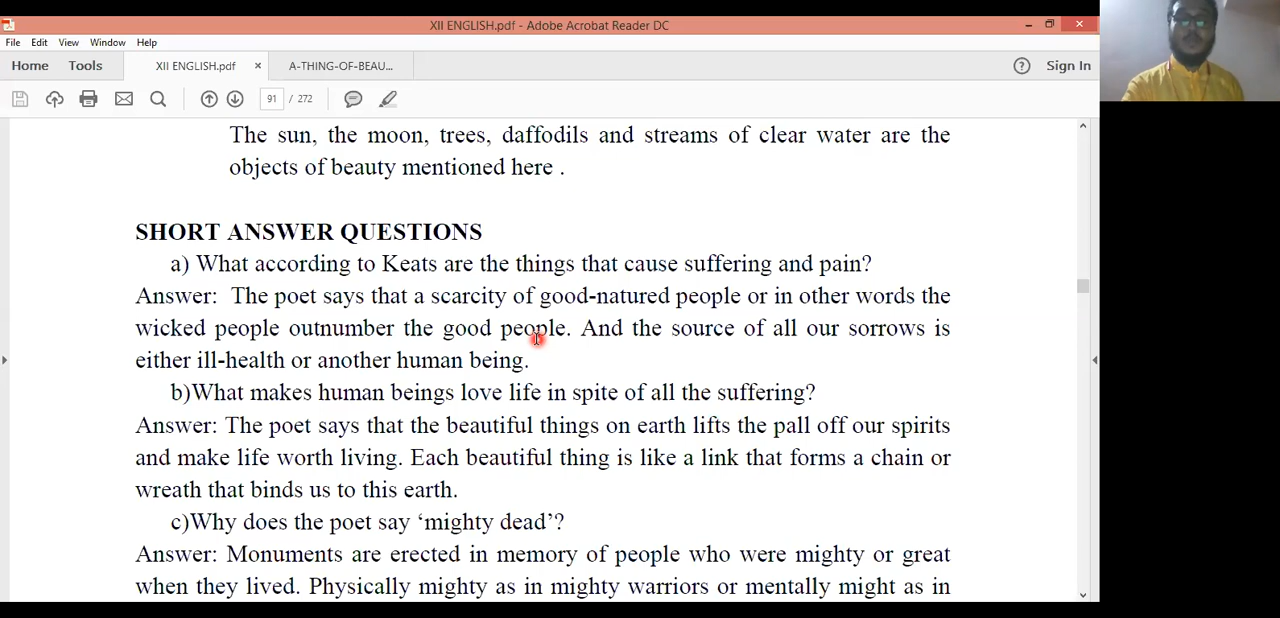 XII ENGLISH.pdf - Adobe Acrobat Reader DC
File Edit View Window Help
Home Tools XII ENGLISH.pdf × A-THING-OF-BEAU... ? Sign In
91 / 272
The sun, the moon, trees, daffodils and streams of clear water are the
objects of beauty mentioned here .
SHORT ANSWER QUESTIONS
a) What according to Keats are the things that cause suffering and pain?
Answer: The poet says that a scarcity of good-natured people or in other words the
wicked people outnumber the good people. And the source of all our sorrows is
either ill-health or another human being.
b)What makes human beings love life in spite of all the suffering?
Answer: The poet says that the beautiful things on earth lifts the pall off our spirits
and make life worth living. Each beautiful thing is like a link that forms a chain or
wreath that binds us to this earth.
c)Why does the poet say ‘mighty dead’?
Answer: Monuments are erected in memory of people who were mighty or great
when they lived. Physically mighty as in mighty warriors or mentally might as in